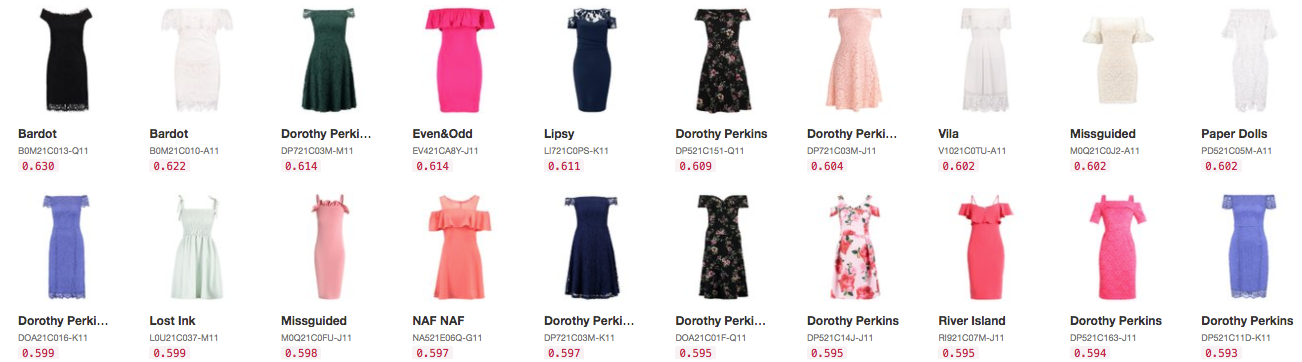 Bardot
B0M21C013-Q11
0.630
Bardot
B0M21C010-A11
0.622
Dorothy Perki...
DP721C03M-M11
0.614
Even&Odd
EV421CA8Y-J11
0.614
Lipsy
LI721C0PS-K11
0.611
Dorothy Perkins
DP521C151-Q11
0.609
Dorothy Perki...
DP721C03M-J11
0.604
Vila
V1021C0TU-A11
0.602
Missguided
M0Q21C0J2-A11
0.602
Paper Dolls
PD521C05M-A11
0.602
Dorothy Perki...
DOA21C016-K11
0.599
Lost Ink
L0U21C037-M11
0.599
Missguided
M0Q21C0FU-J11
0.598
NAF NAF
NA521E06Q-G11
0.597
Dorothy Perki...
DP721C03M-K11
0.597
Dorothy Perki...
DOA21C01F-Q11
0.595
Dorothy Perkins
DP521C14J-J11
0.595
River Island
RI921C07M-J11
0.595
Dorothy Perkins
DP521C163-J11
0.594
Dorothy Perkins
DP521C11D-K11
0.593